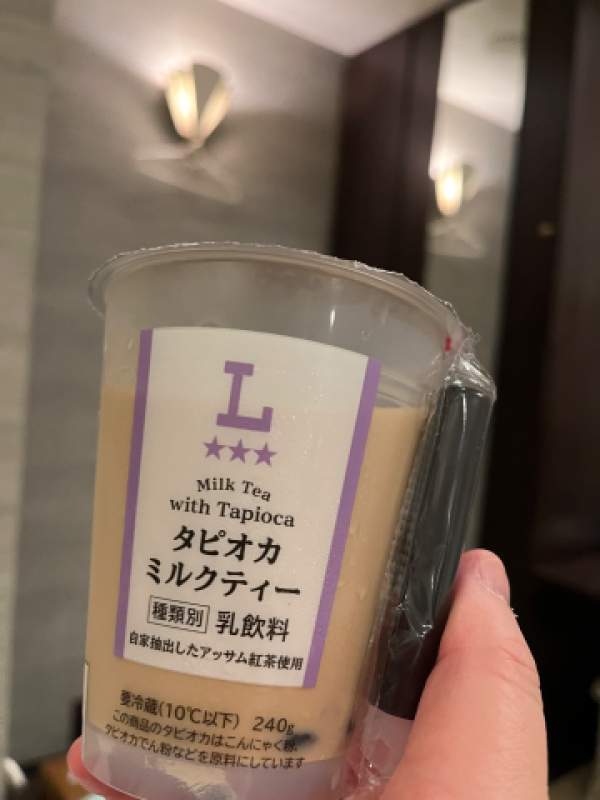 L
★★★
Milk Tea
with Tapioca
タピオカ
ミルクティー
種類別 乳飲料
自家抽出したアッサム紅茶使用
要冷蔵(10℃以下) 240g
この商品のタピオカはこんにゃく粉、
タピオカでん粉などを原料にしています